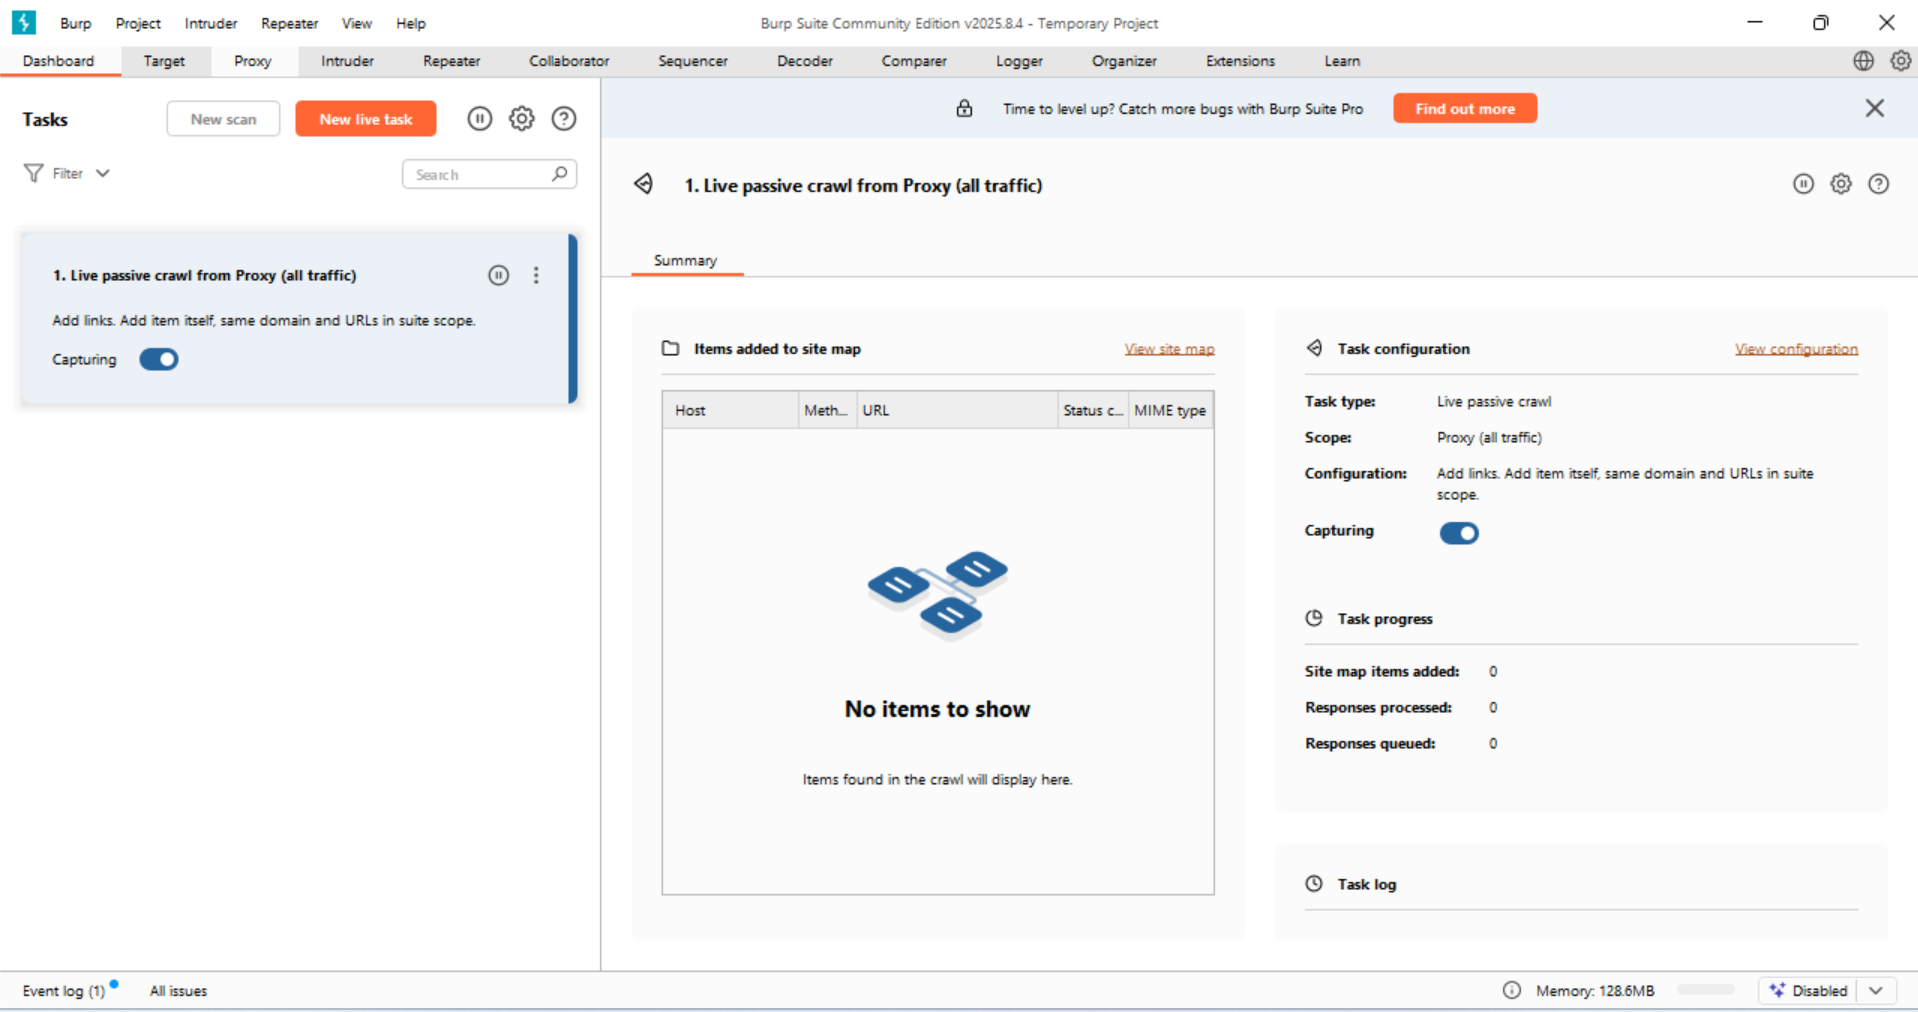 Burp Project Intruder Repeater View Help Burp Suite Community Edition v2025.8.4 - Temporary Project
Dashboard Target Proxy Intruder Repeater Collaborator Sequencer Decoder Comparer Logger Organizer Extensions Learn
Tasks New scan New live task
Time to level up? Catch more bugs with Burp Suite Pro Find out more
Filter Search
1. Live passive crawl from Proxy (all traffic)
Add links. Add item itself, same domain and URLs in suite scope.
Capturing
1. Live passive crawl from Proxy (all traffic)
Summary
Items added to site map View site map
Host Meth... URL Status c... MIME type
No items to show
Items found in the crawl will display here.
Task configuration View configuration
Task type: Live passive crawl
Scope: Proxy (all traffic)
Configuration: Add links. Add item itself, same domain and URLs in suite
scope.
Capturing
Task progress
Site map items added: 0
Responses processed: 0
Responses queued: 0
Task log
Event log (1) All issues Memory: 128.6MB Disabled